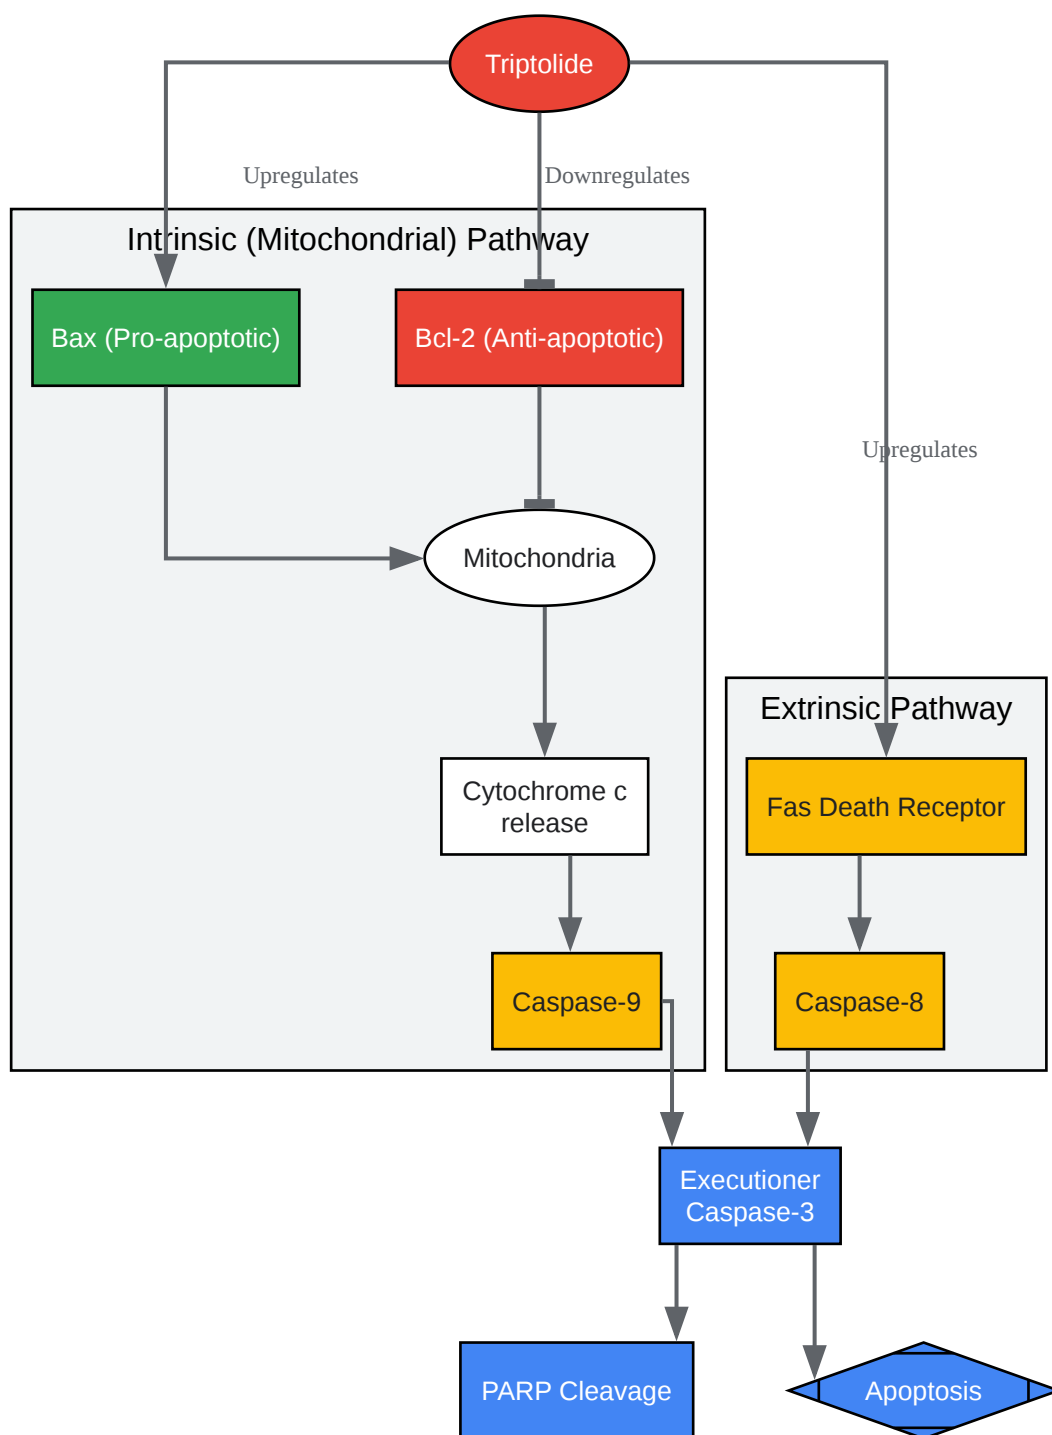 Triptolide
Upregulates
Downregulates
Intrinsic (Mitochondrial) Pathway
Bax (Pro-apoptotic)
Bcl-2 (Anti-apoptotic)
Upregulates
Mitochondria
Extrinsic Pathway
Cytochrome c
release
Fas Death Receptor
Caspase-9
Caspase-8
Executioner
Caspase-3
PARP Cleavage
Apoptosis